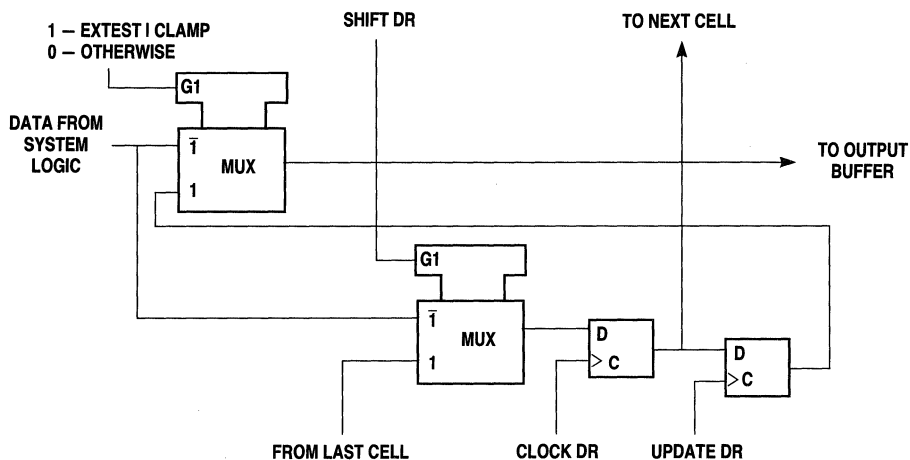 SHIFT DR
TO NEXT CELL
1 – EXTEST | CLAMP
0 – OTHERWISE
G1
DATA FROM
SYSTEM
LOGIC
1̅
MUX
1
TO OUTPUT
BUFFER
G1
1̅
MUX
1
D
C
D
C
FROM LAST CELL
CLOCK DR
UPDATE DR